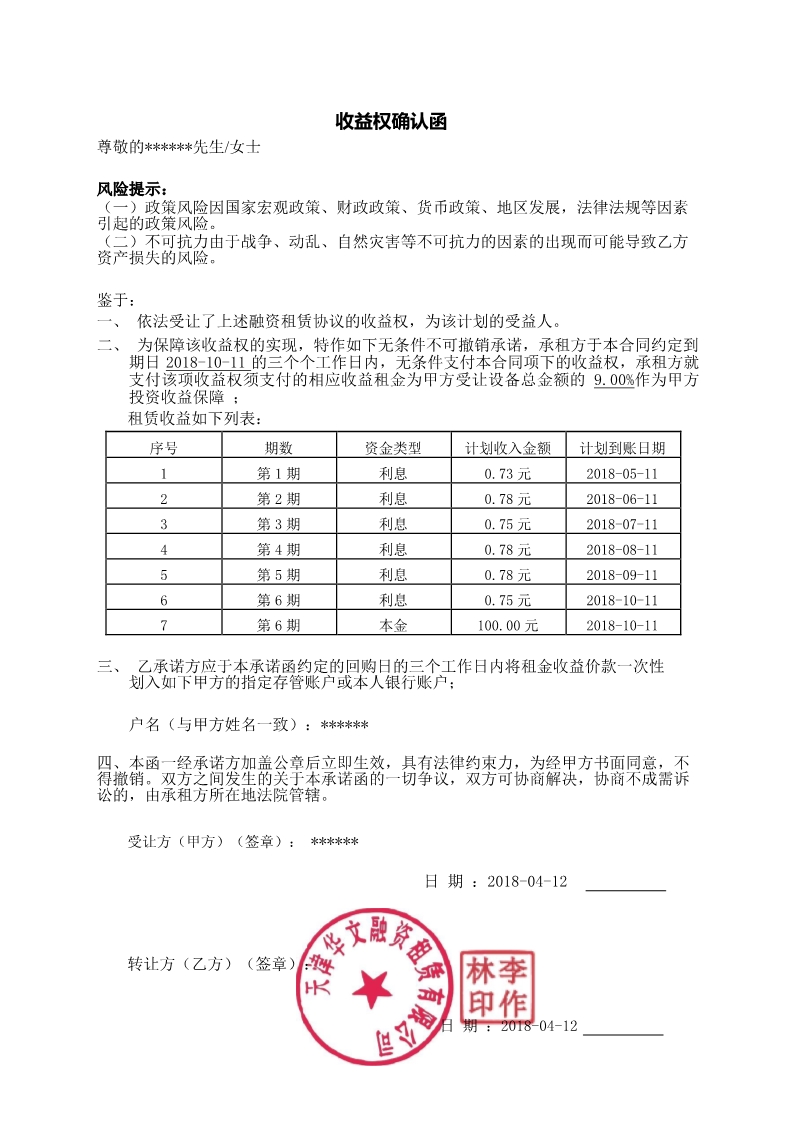 收益权确认函
尊敬的******先生/女士
风险提示：
（一）政策风险因国家宏观政策、财政政策、货币政策、地区发展，法律法规等因素
引起的政策风险。
（二）不可抗力由于战争、动乱、自然灾害等不可抗力的因素的出现而可能导致乙方
资产损失的风险。
鉴于：
一、 依法受让了上述融资租赁协议的收益权，为该计划的受益人。
二、 为保障该收益权的实现，特作如下无条件不可撤销承诺，承租方于本合同约定到
期日 2018-10-11 的三个个工作日内，无条件支付本合同项下的收益权，承租方就
支付该项收益权须支付的相应收益租金为甲方受让设备总金额的 9.00%作为甲方
投资收益保障 ；
租赁收益如下列表：
序号 期数 资金类型 计划收入金额 计划到账日期
1 第 1 期 利息 0.73 元 2018-05-11
2 第 2 期 利息 0.78 元 2018-06-11
3 第 3 期 利息 0.75 元 2018-07-11
4 第 4 期 利息 0.78 元 2018-08-11
5 第 5 期 利息 0.78 元 2018-09-11
6 第 6 期 利息 0.75 元 2018-10-11
7 第 6 期 本金 100.00 元 2018-10-11
三、 乙承诺方应于本承诺函约定的回购日的三个工作日内将租金收益价款一次性
划入如下甲方的指定存管账户或本人银行账户；
户名（与甲方姓名一致）：******
四、本函一经承诺方加盖公章后立即生效，具有法律约束力，为经甲方书面同意，不
得撤销。双方之间发生的关于本承诺函的一切争议，双方可协商解决，协商不成需诉
讼的，由承租方所在地法院管辖。
受让方（甲方）（签章）： ******
日 期 ：2018-04-12
转让方（乙方）（签章）：
天津华文融资租赁有限公司
李作
林印
日 期 ：2018-04-12